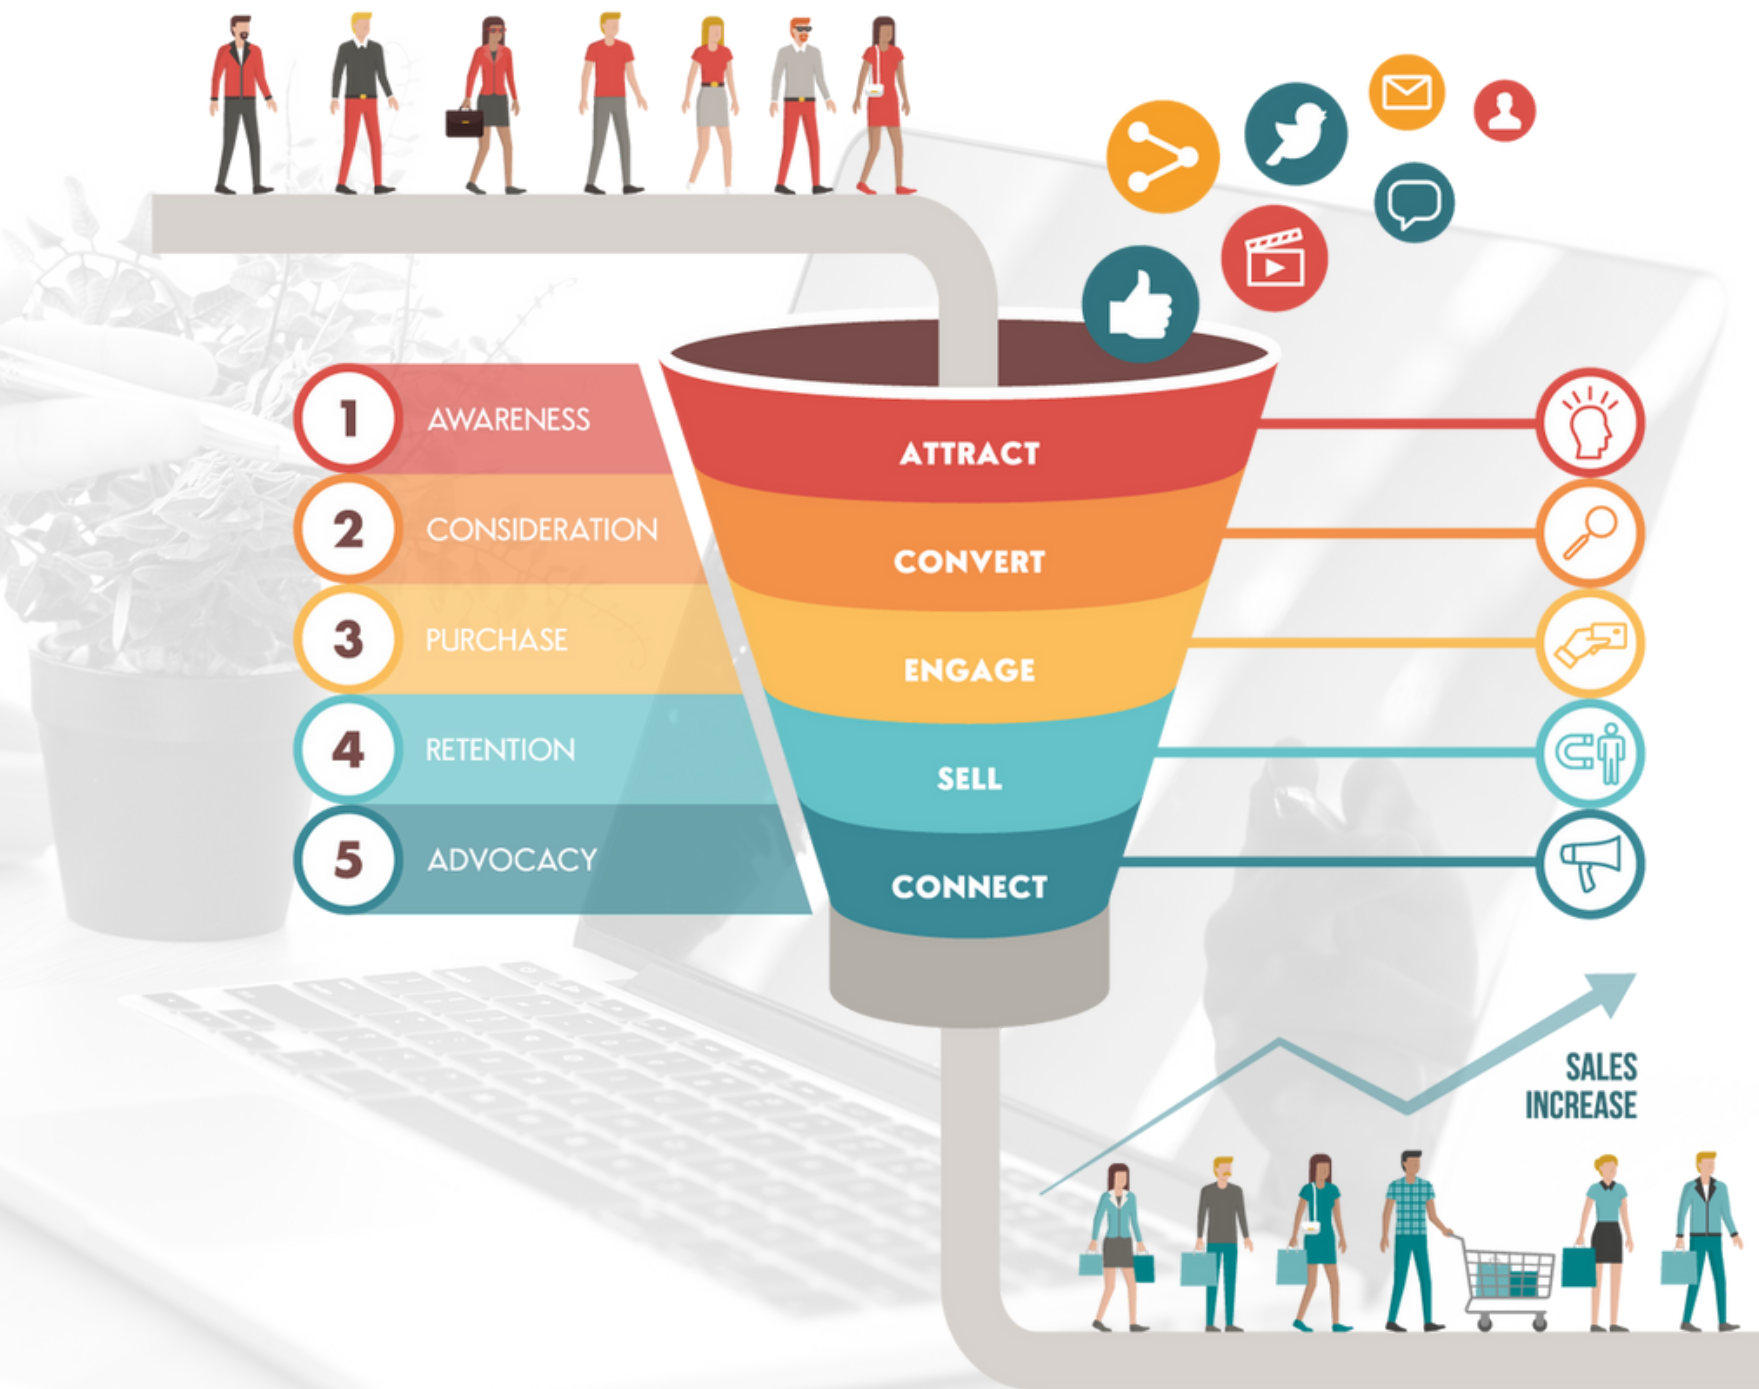 1 AWARENESS
ATTRACT
2 CONSIDERATION
CONVERT
3 PURCHASE
ENGAGE
4 RETENTION
SELL
5 ADVOCACY
CONNECT
SALES
INCREASE